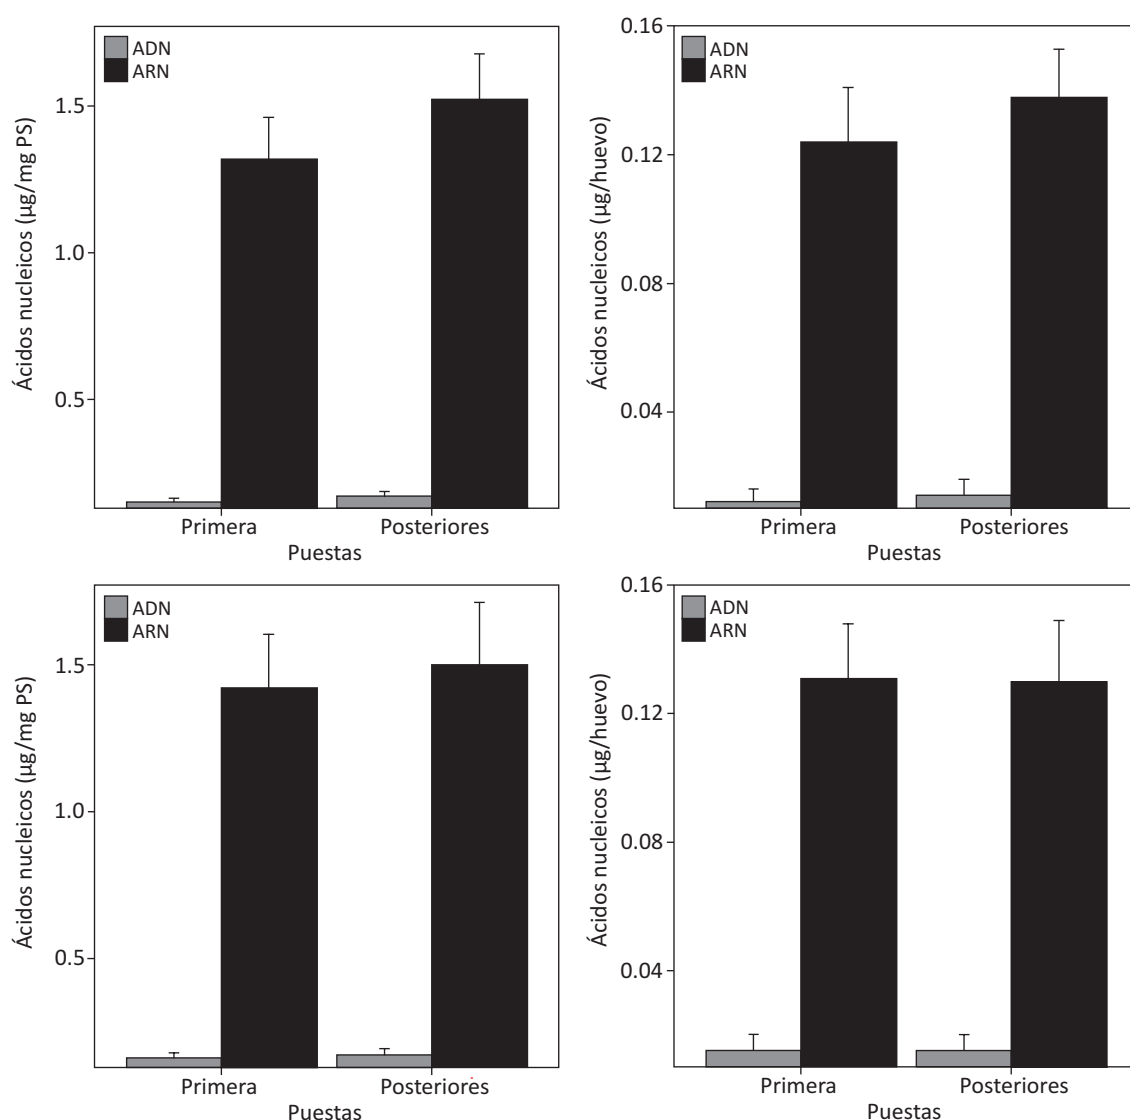 ADN
ARN
1.5
1.0
0.5
Ácidos nucleicos (µg/mg PS)
Primera
Posteriores
Puestas
ADN
ARN
0.16
0.12
0.08
0.04
Ácidos nucleicos (µg/huevo)
Primera
Posteriores
Puestas
ADN
ARN
1.5
1.0
0.5
Ácidos nucleicos (µg/mg PS)
Primera
Posteriores
Puestas
ADN
ARN
0.16
0.12
0.08
0.04
Ácidos nucleicos (µg/huevo)
Primera
Posteriores
Puestas